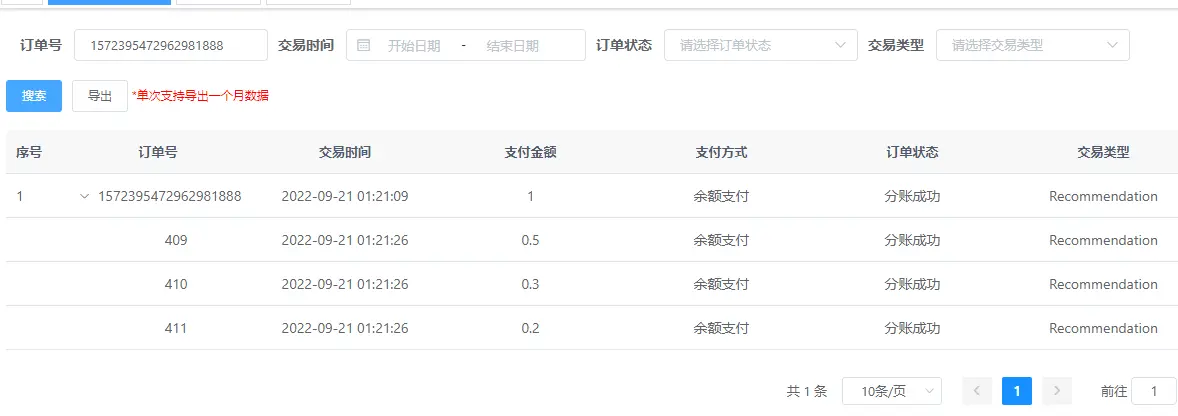 订单号 1572395472962981888 交易时间 开始日期 - 结束日期 订单状态 请选择订单状态 交易类型 请选择交易类型
搜索 导出 *单次支持导出一个月数据
序号 订单号 交易时间 支付金额 支付方式 订单状态 交易类型
1 1572395472962981888 2022-09-21 01:21:09 1 余额支付 分账成功 Recommendation
409 2022-09-21 01:21:26 0.5 余额支付 分账成功 Recommendation
410 2022-09-21 01:21:26 0.3 余额支付 分账成功 Recommendation
411 2022-09-21 01:21:26 0.2 余额支付 分账成功 Recommendation
共 1 条 10条/页 1 前往 1